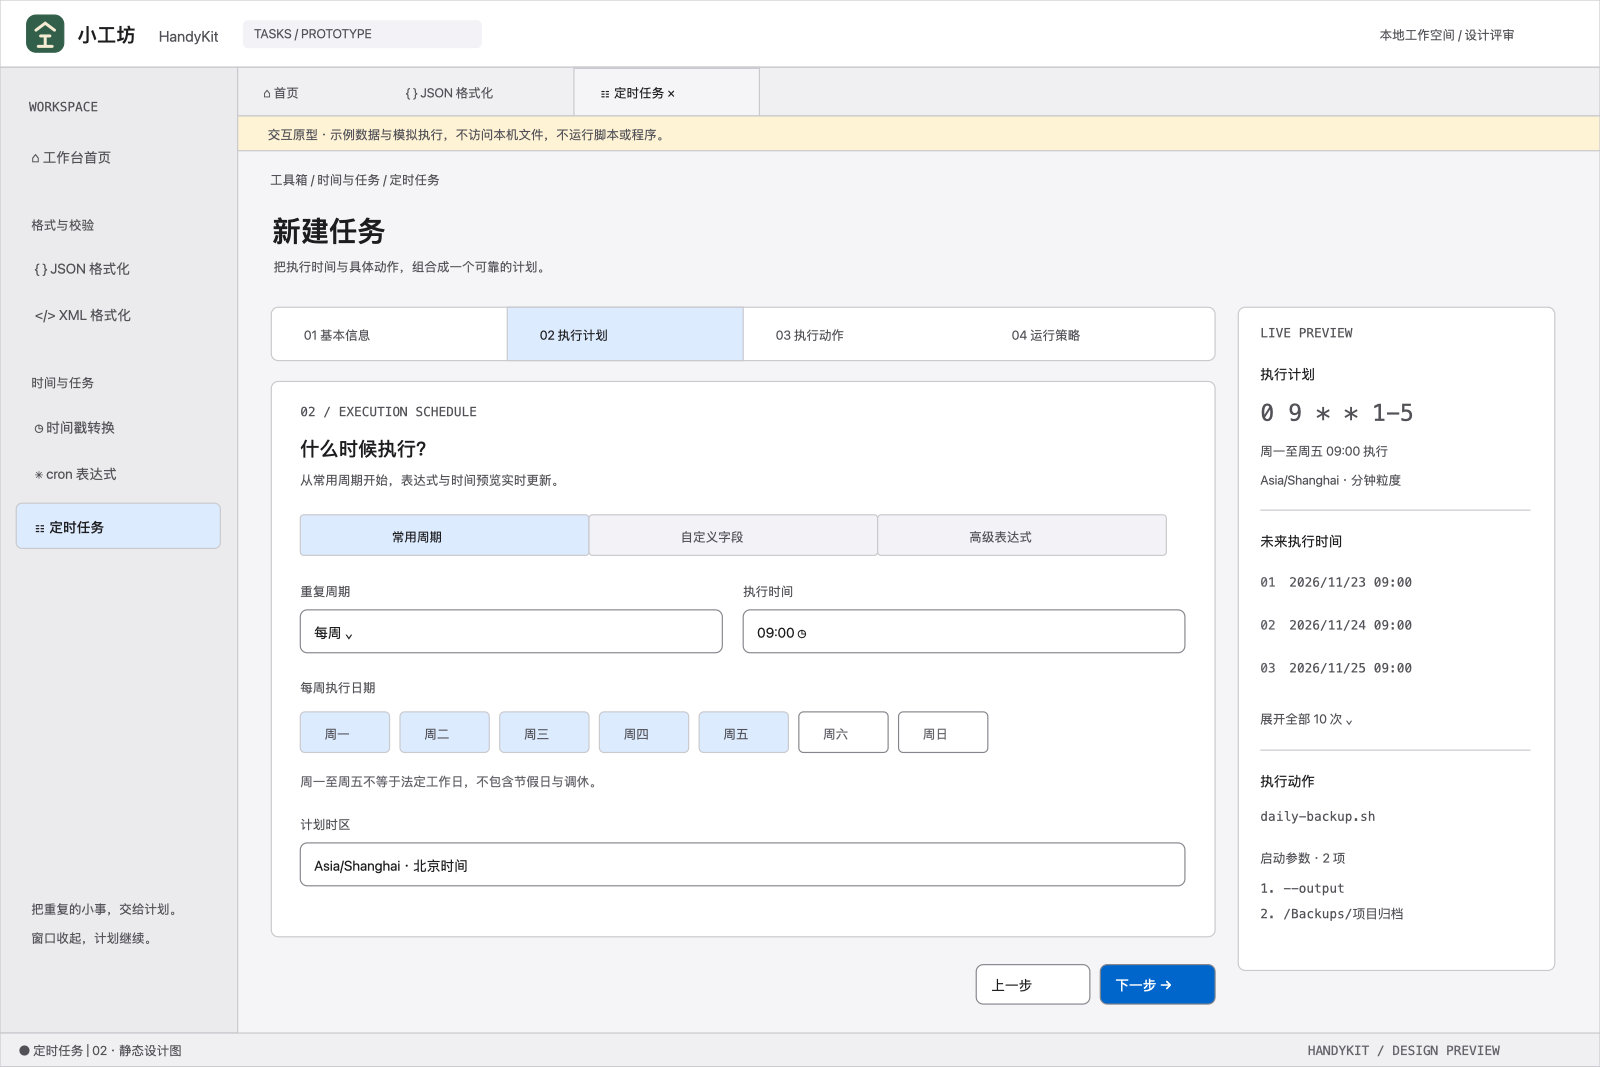 小工坊
HandyKit
TASKS / PROTOTYPE
本地工作空间 / 设计评审
WORKSPACE
⌂ 工作台首页
格式与校验
{ } JSON 格式化
</> XML 格式化
时间与任务
◷ 时间戳转换
✳ cron 表达式
☷ 定时任务
把重复的小事，交给计划。
窗口收起，计划继续。
⌂ 首页
{ } JSON 格式化
☷ 定时任务 ×
交互原型 · 示例数据与模拟执行，不访问本机文件，不运行脚本或程序。
工具箱 / 时间与任务 / 定时任务
新建任务
把执行时间与具体动作，组合成一个可靠的计划。
01 基本信息
02 执行计划
03 执行动作
04 运行策略
02 / EXECUTION SCHEDULE
什么时候执行?
从常用周期开始，表达式与时间预览实时更新。
常用周期
自定义字段
高级表达式
重复周期
执行时间
每周 ⌄
09:00 ◷
每周执行日期
周一
周二
周三
周四
周五
周六
周日
周一至周五不等于法定工作日，不包含节假日与调休。
计划时区
Asia/Shanghai · 北京时间
上一步
下一步 →
LIVE PREVIEW
执行计划
0 9 * * 1-5
周一至周五 09:00 执行
Asia/Shanghai · 分钟粒度
未来执行时间
01 2026/11/23 09:00
02 2026/11/24 09:00
03 2026/11/25 09:00
展开全部 10 次 ⌄
执行动作
daily-backup.sh
启动参数 · 2 项
1. --output
2. /Backups/项目归档
● 定时任务 | 02 · 静态设计图
HANDYKIT / DESIGN PREVIEW